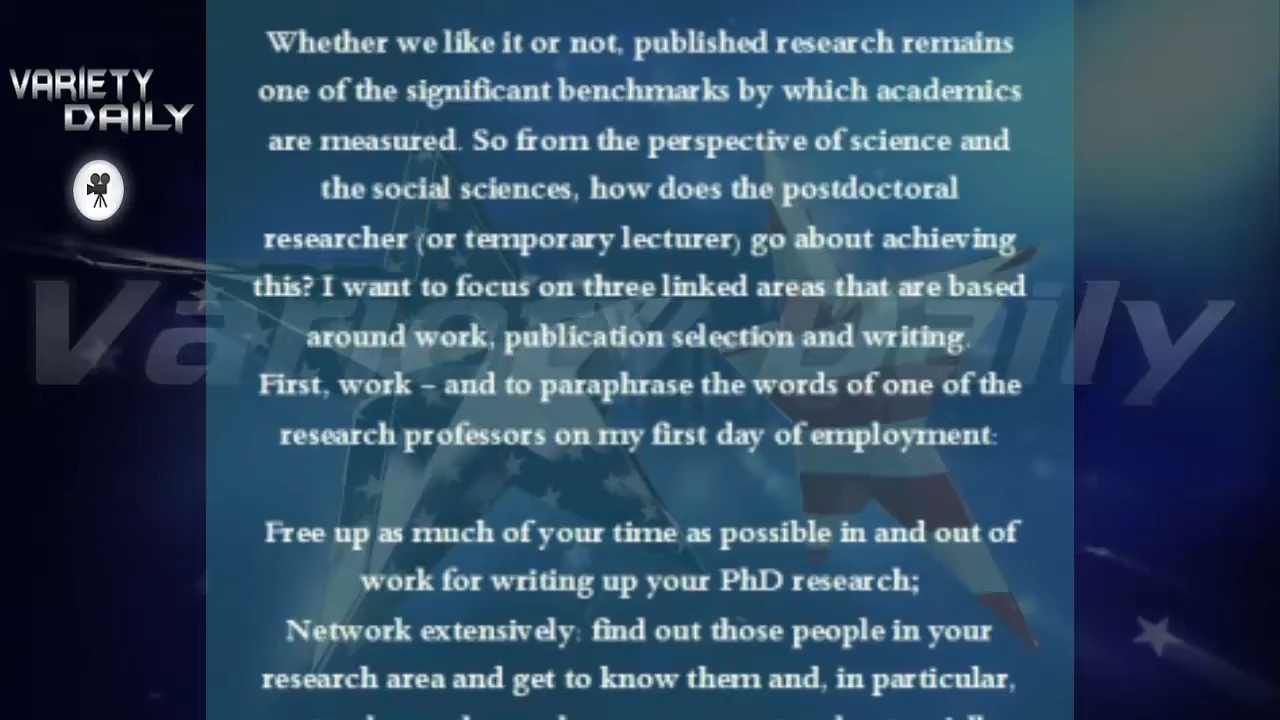 VARIETY
DAILY
Whether we like it or not, published research remains
one of the significant benchmarks by which academics
are measured. So from the perspective of science and
the social sciences, how does the postdoctoral
researcher (or temporary lecturer) go about achieving
this? I want to focus on three linked areas that are based
around work, publication selection and writing.
Variety Daily
First, work – and to paraphrase the words of one of the
research professors on my first day of employment:
Free up as much of your time as possible in and out of
work for writing up your PhD research;
Network extensively: find out those people in your
research area and get to know them and, in particular,